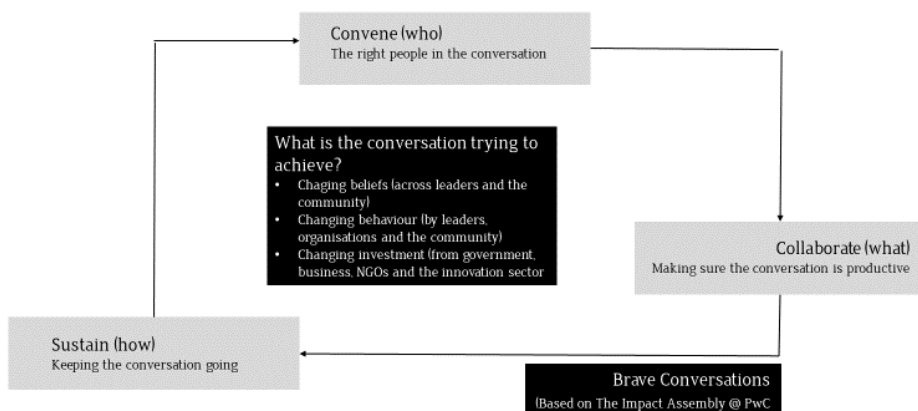 Convene (who)
The right people in the conversation
What is the conversation trying to
achieve?
• Chaging beliefs (across leaders and the
community)
• Changing behaviour (by leaders,
organisations and the community)
• Changing investment (from government,
business, NGOs and the innovation sector
Collaborate (what)
Making sure the conversation is productive
Sustain (how)
Keeping the conversation going
Brave Conversations
(Based on The Impact Assembly @ PwC